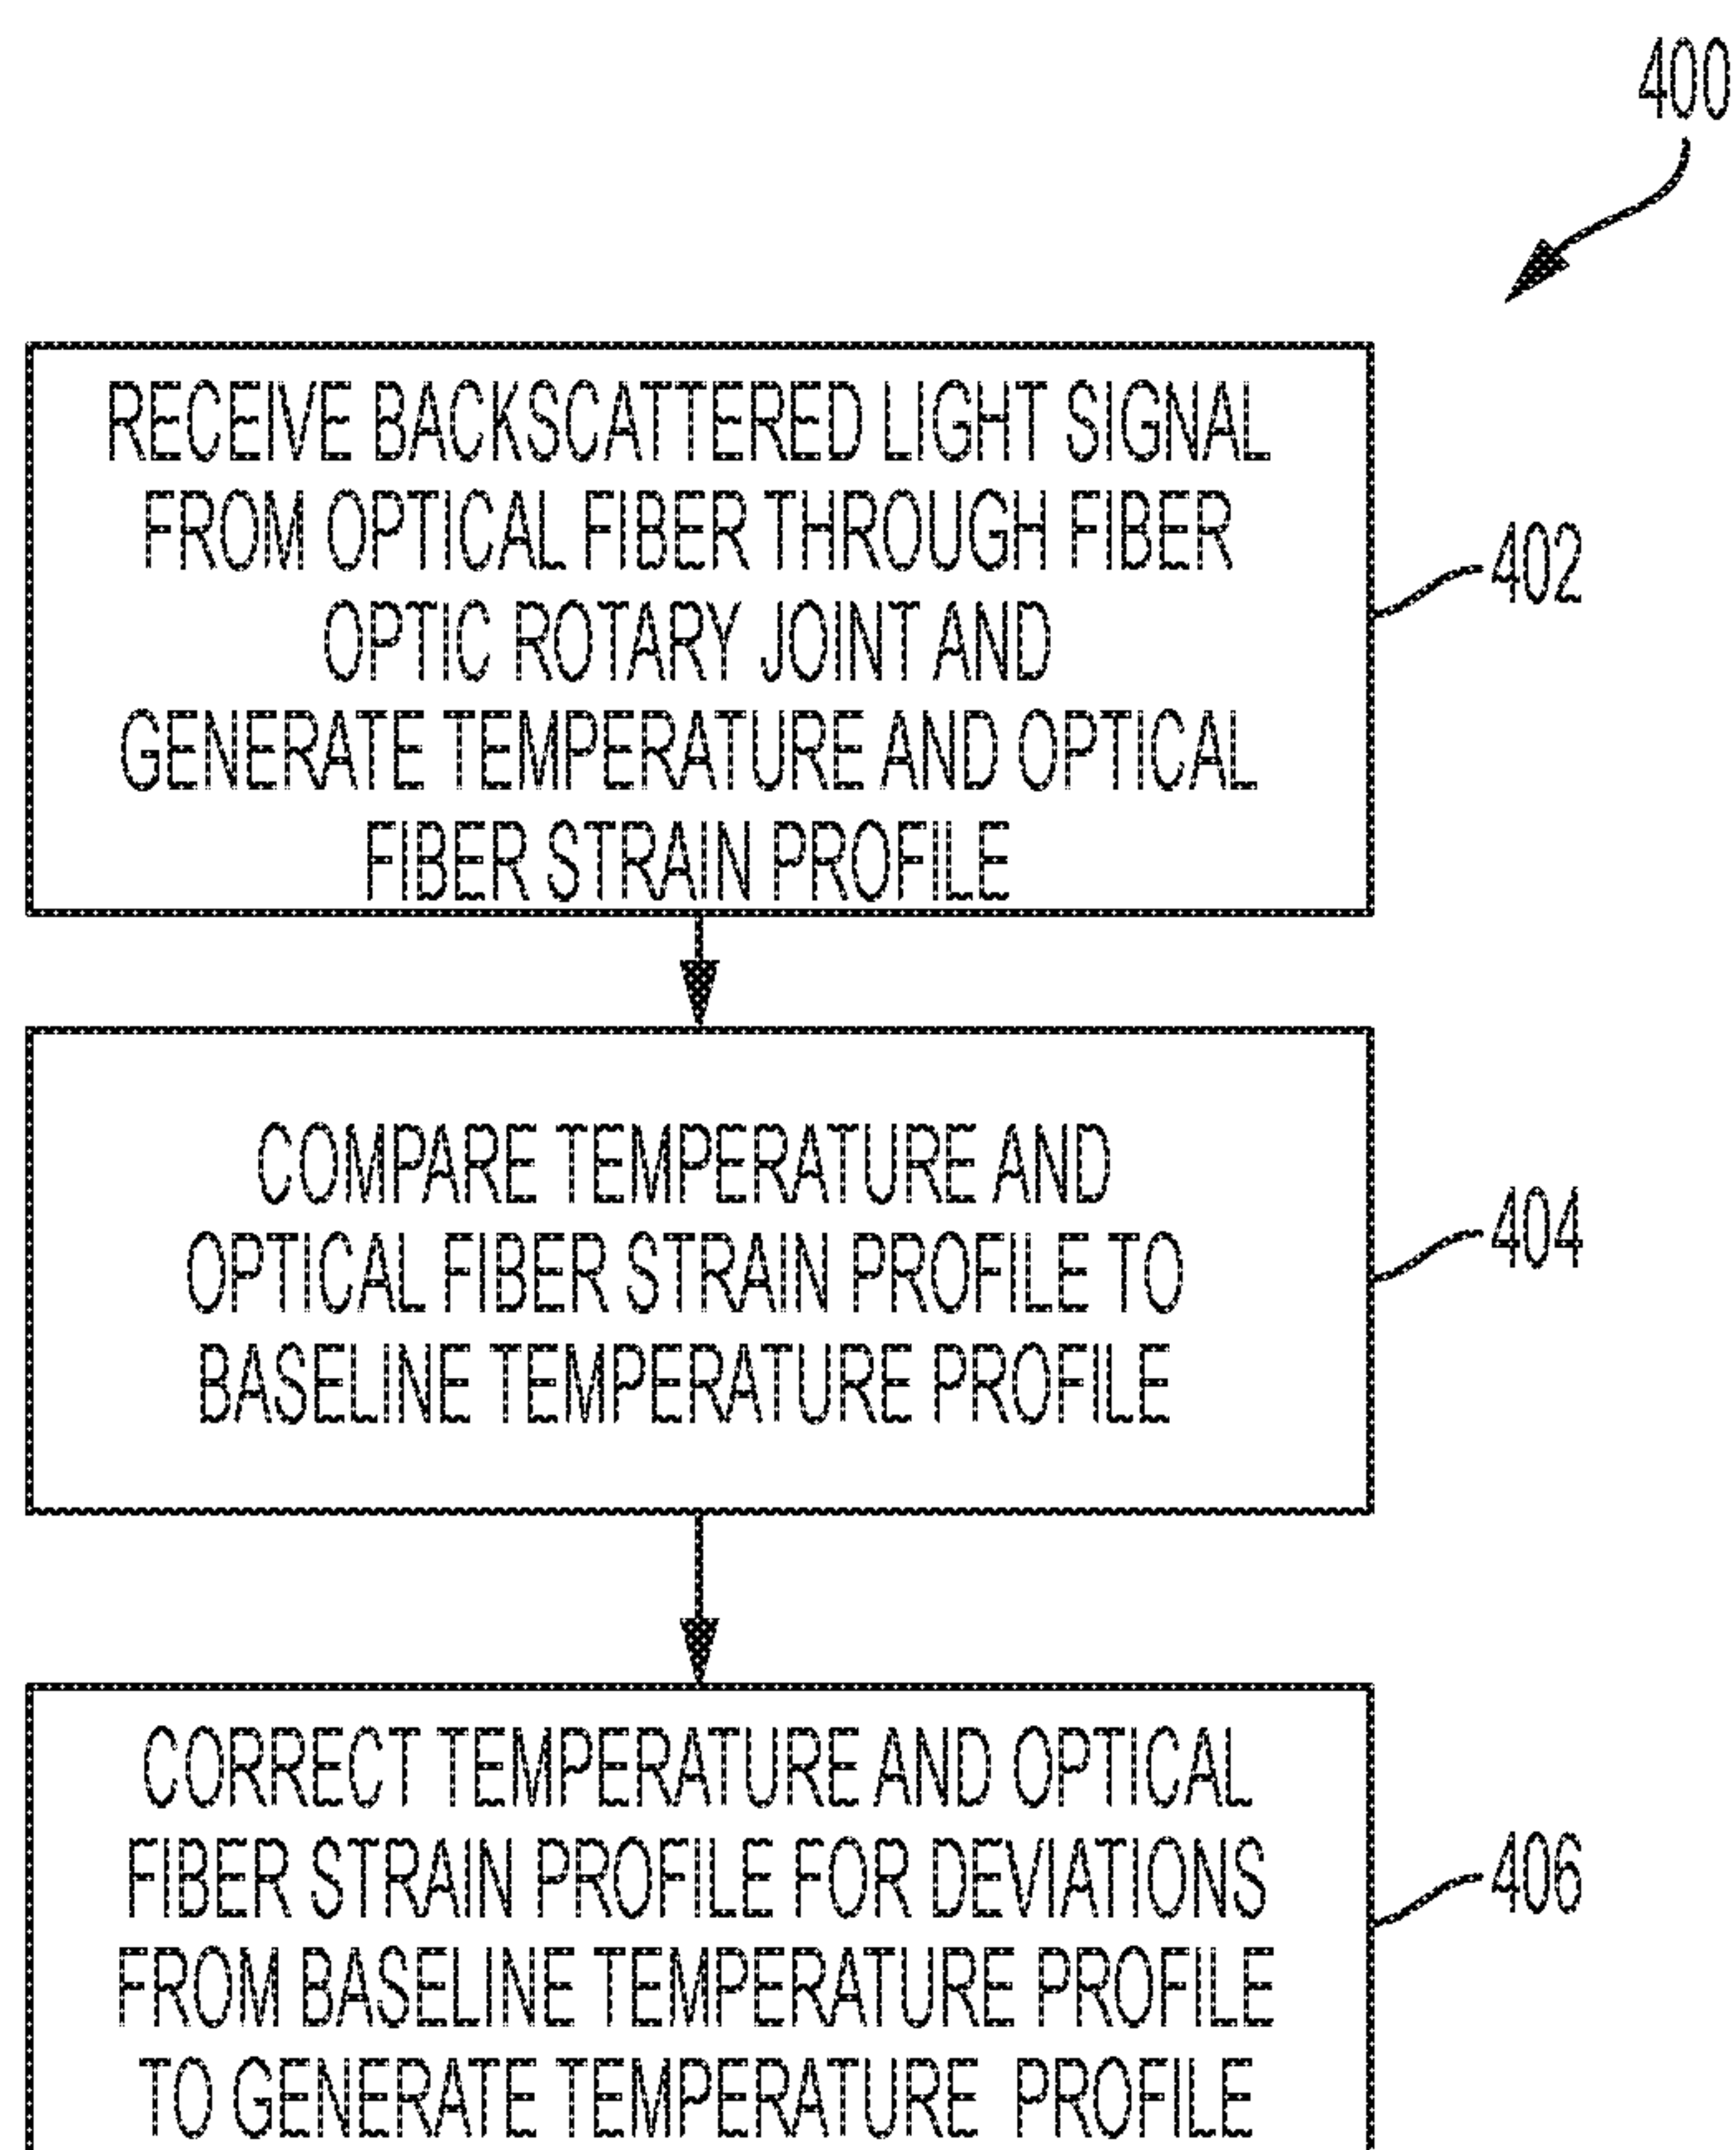 400
RECEIVE BACKSCATTERED LIGHT SIGNAL
FROM OPTICAL FIBER THROUGH FIBER
OPTIC ROTARY JOINT AND
GENERATE TEMPERATURE AND OPTICAL
FIBER STRAIN PROFILE
402
COMPARE TEMPERATURE AND
OPTICAL FIBER STRAIN PROFILE TO
BASELINE TEMPERATURE PROFILE
404
CORRECT TEMPERATURE AND OPTICAL
FIBER STRAIN PROFILE FOR DEVIATIONS
FROM BASELINE TEMPERATURE PROFILE
TO GENERATE TEMPERATURE PROFILE
406